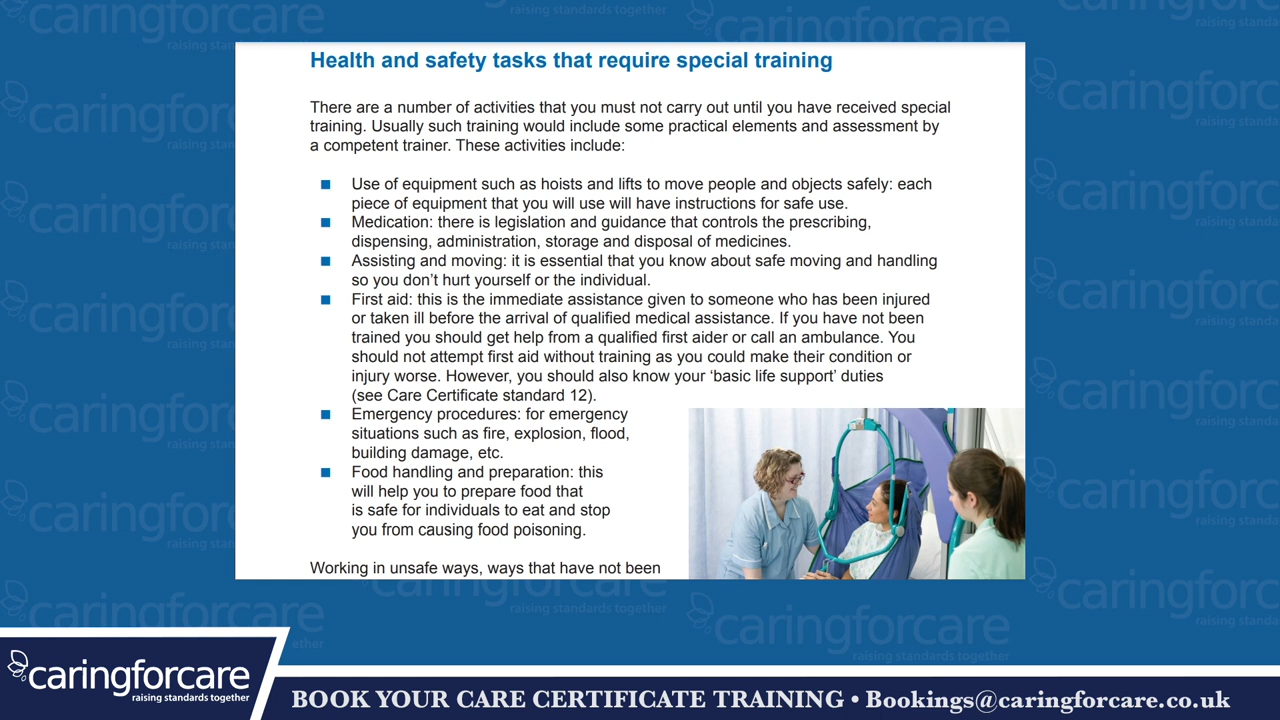 caringforcare
raising standards together
Health and safety tasks that require special training
There are a number of activities that you must not carry out until you have received special
training. Usually such training would include some practical elements and assessment by
a competent trainer. These activities include:
Use of equipment such as hoists and lifts to move people and objects safely: each
piece of equipment that you will use will have instructions for safe use.
Medication: there is legislation and guidance that controls the prescribing,
dispensing, administration, storage and disposal of medicines.
Assisting and moving: it is essential that you know about safe moving and handling
so you don’t hurt yourself or the individual.
First aid: this is the immediate assistance given to someone who has been injured
or taken ill before the arrival of qualified medical assistance. If you have not been
trained you should get help from a qualified first aider or call an ambulance. You
should not attempt first aid without training as you could make their condition or
injury worse. However, you should also know your ‘basic life support’ duties
(see Care Certificate standard 12).
Emergency procedures: for emergency
situations such as fire, explosion, flood,
building damage, etc.
Food handling and preparation: this
will help you to prepare food that
is safe for individuals to eat and stop
you from causing food poisoning.
Working in unsafe ways, ways that have not been
caringforcare
raising standards together
BOOK YOUR CARE CERTIFICATE TRAINING • Bookings@caringforcare.co.uk